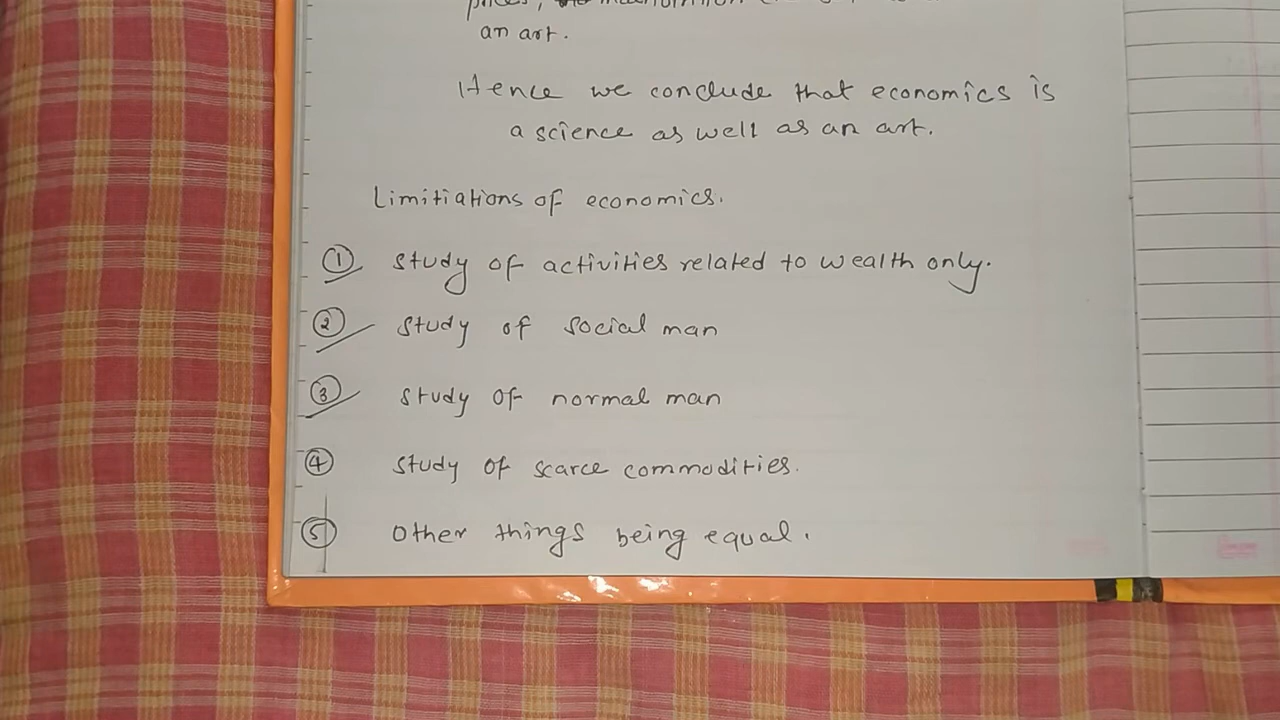 prices,
an art.
Hence we conclude that economics is
a science as well as an art.
Limitiations of economics.
① study of activities related to wealth only.
② study of social man
③ study of normal man
④ study of scarce commodities.
⑤ Other things being equal.